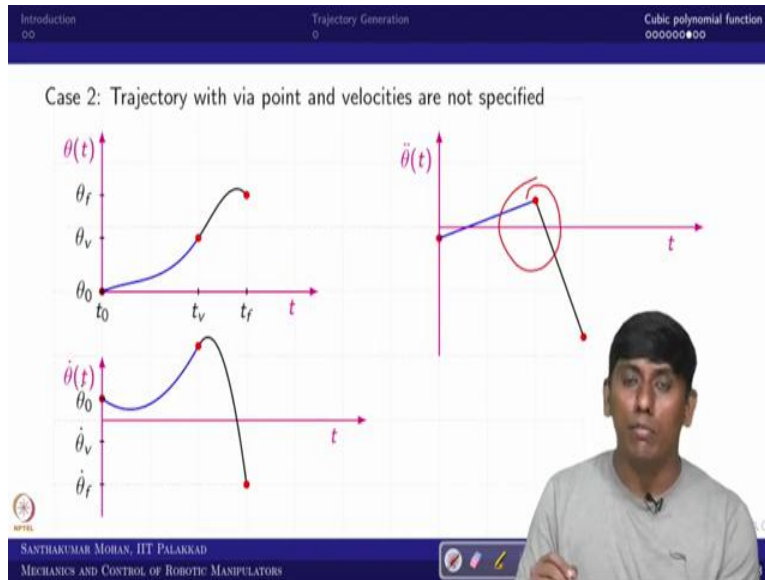 Introduction
Trajectory Generation
Cubic polynomial function
Case 2: Trajectory with via point and velocities are not specified
θ(t)
θ_f
θ_v
θ_0
t_0
t_v
t_f
t
θ̈(t)
t
θ̇(t)
θ̇_0
θ̇_v
θ̇_f
t
NPTEL
SANTHAKUMAR MOHAN, IIT PALAKKAD
MECHANICS AND CONTROL OF ROBOTIC MANIPULATORS